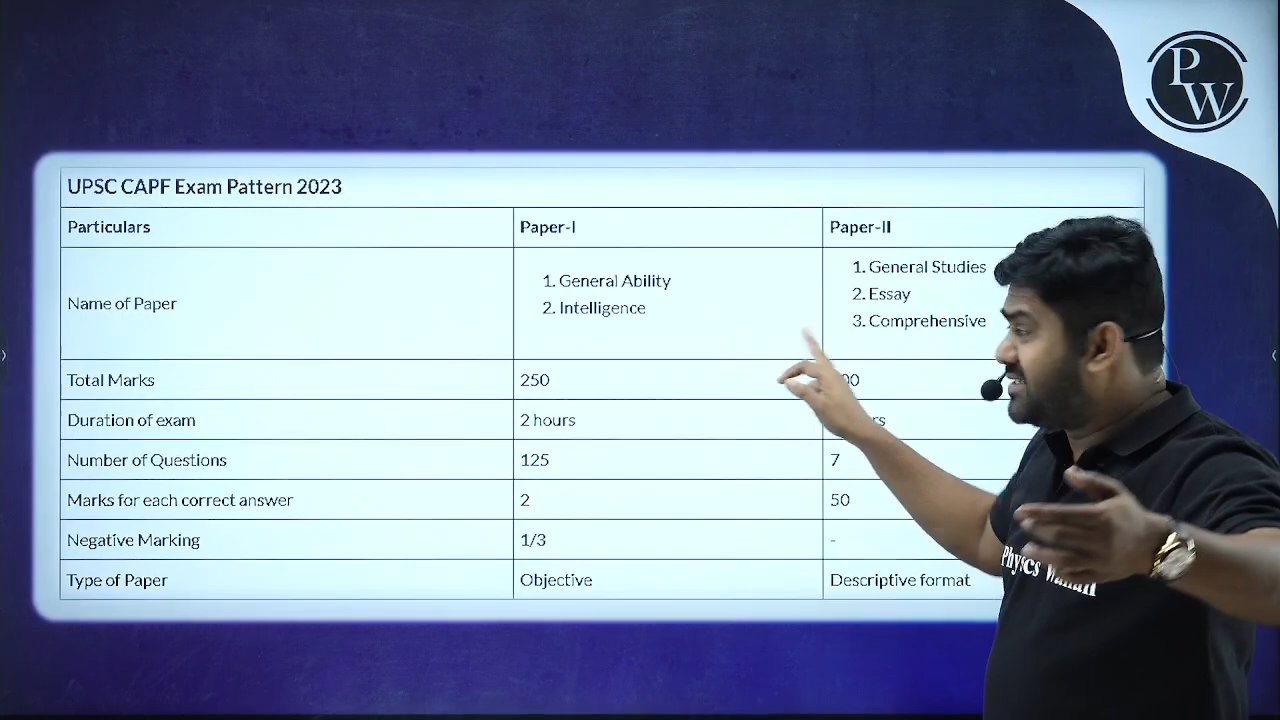 P
W
UPSC CAPF Exam Pattern 2023
Particulars Paper-I Paper-II
Name of Paper
1. General Ability
2. Intelligence
1. General Studies
2. Essay
3. Comprehensive
Total Marks 250
Duration of exam 2 hours
Number of Questions 125 7
Marks for each correct answer 2 50
Negative Marking 1/3 -
Type of Paper Objective Descriptive format
Physics